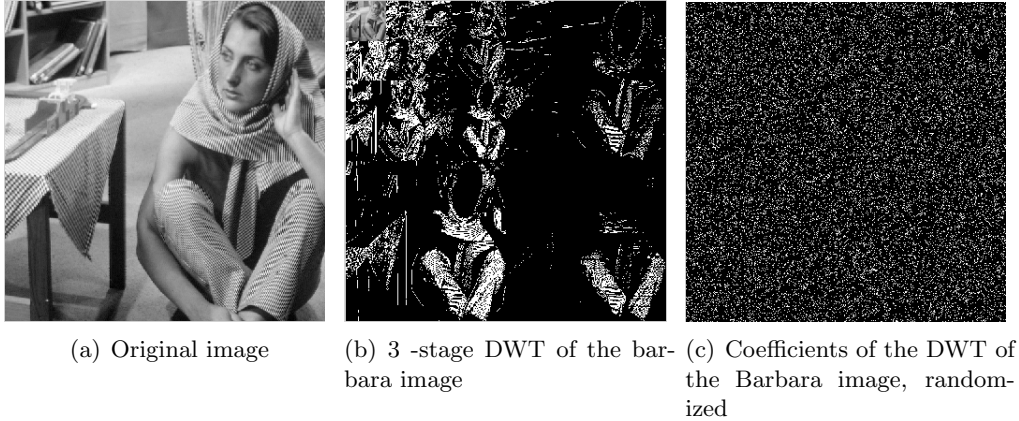 (a) Original image
(b) 3 -stage DWT of the bar-
bara image
(c) Coefficients of the DWT of
the Barbara image, random-
ized